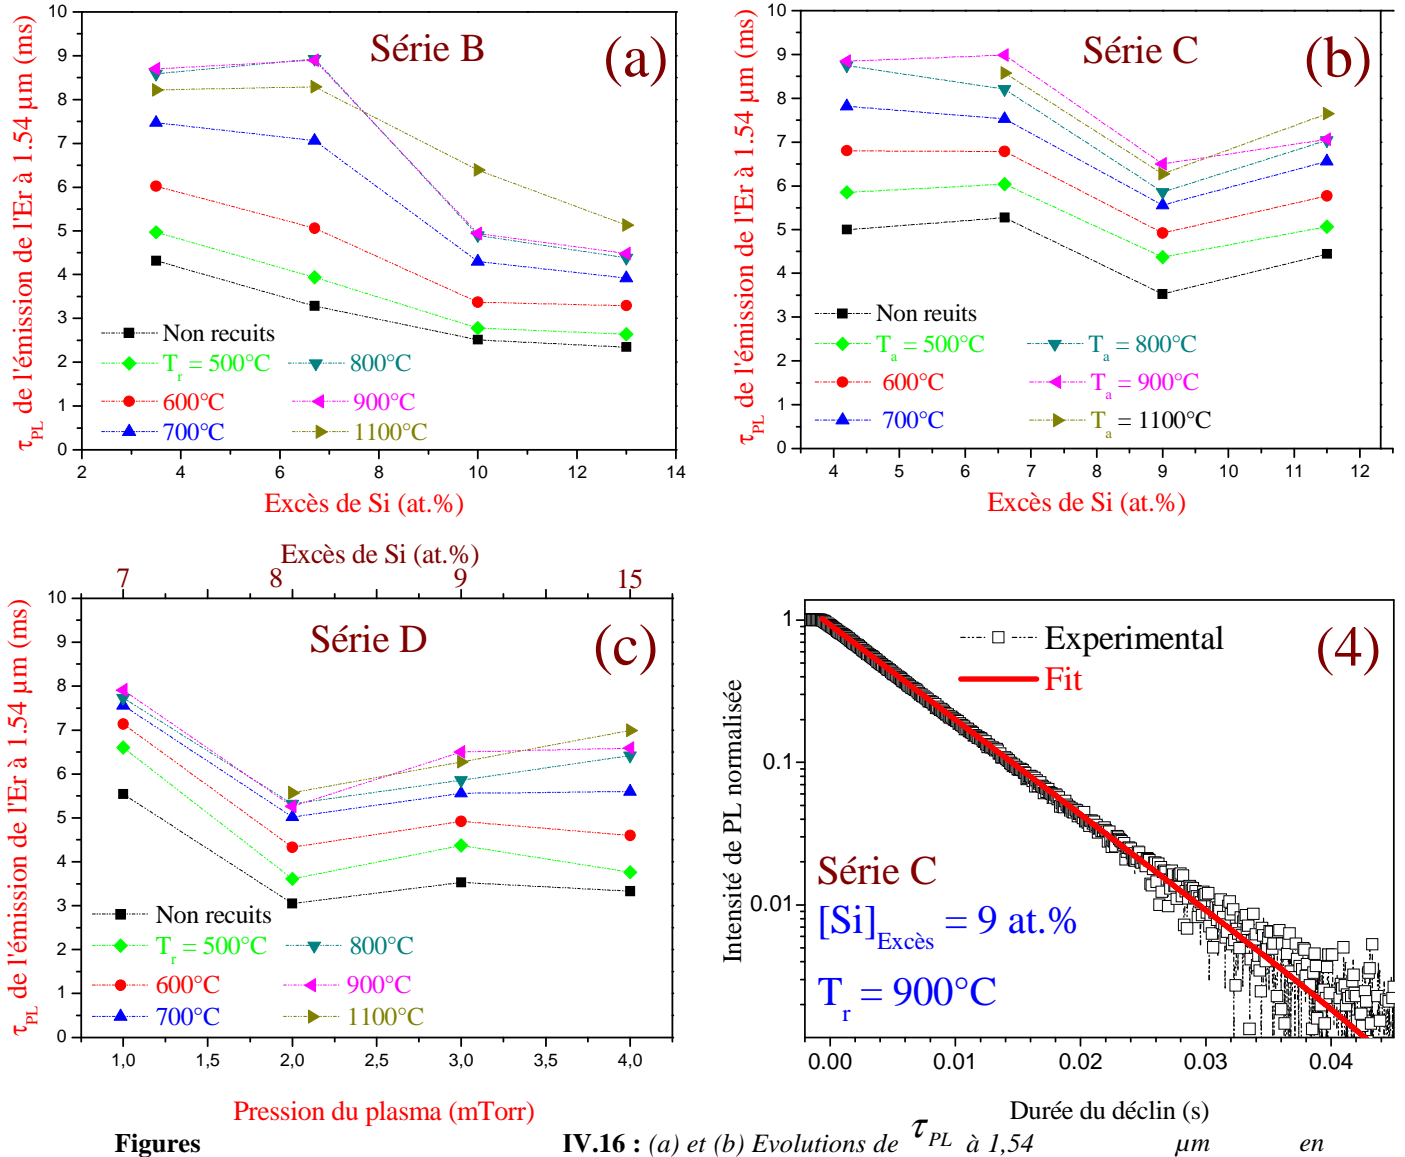 Série B
(a)
τPL de l'émission de l'Er à 1.54 µm (ms)
10
9
8
7
6
5
4
3
2
1
0
Non recuits
Tr = 500°C
800°C
600°C
900°C
700°C
1100°C
2 4 6 8 10 12 14
Excès de Si (at.%)
Série C
(b)
τPL de l'émission de l'Er à 1.54 µm (ms)
10
9
8
7
6
5
4
3
2
1
0
Non reuits
Ta = 500°C
Ta = 800°C
600°C
Ta = 900°C
700°C
Ta = 1100°C
4 5 6 7 8 9 10 11 12
Excès de Si (at.%)
Excès de Si (at.%)
7 8 9 15
Série D
(c)
τPL de l'émission de l'Er à 1.54 µm (ms)
10
9
8
7
6
5
4
3
2
1
0
Non recuits
Tr = 500°C
800°C
600°C
900°C
700°C
1100°C
1,0 1,5 2,0 2,5 3,0 3,5 4,0
Pression du plasma (mTorr)
(4)
Experimental
Fit
Intensité de PL normalisée
1
0.1
0.01
Série C
[Si]Excès = 9 at.%
Tr = 900°C
0.00 0.01 0.02 0.03 0.04
Durée du déclin (s)
Figures IV.16 : (a) et (b) Evolutions de τPL à 1,54 µm en